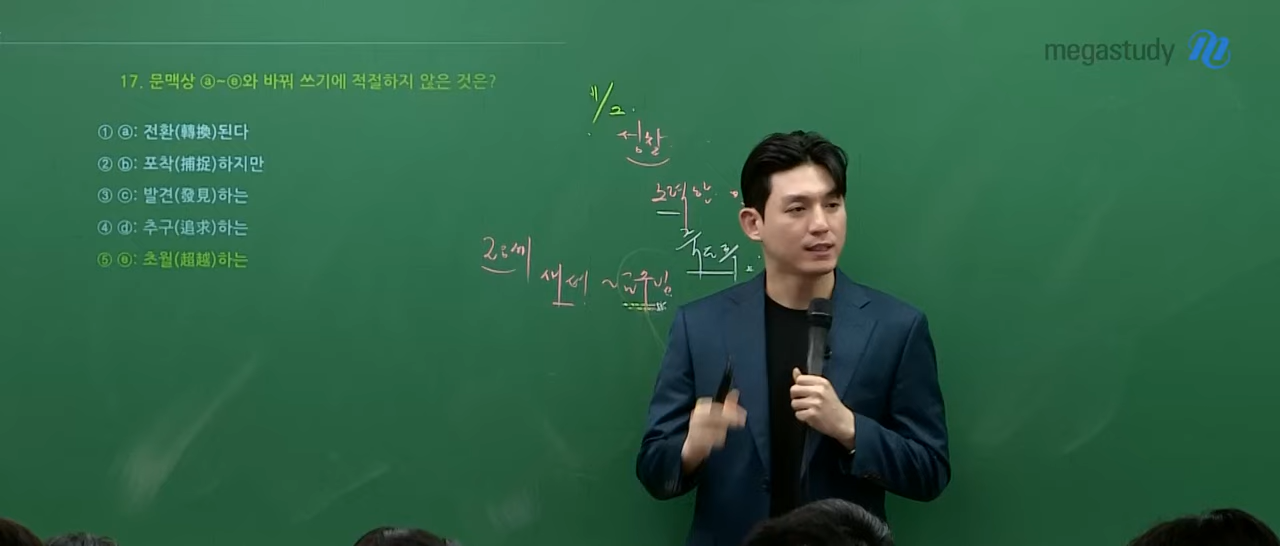 megastudy
17. 문맥상 ⓐ~ⓔ와 바꿔 쓰기에 적절하지 않은 것은?
① ⓐ: 전환(轉換)된다
② ⓑ: 포착(捕捉)하지만
③ ⓒ: 발견(發見)하는
④ ⓓ: 추구(追求)하는
⑤ ⓔ: 초월(超越)하는
11/2.
성찰